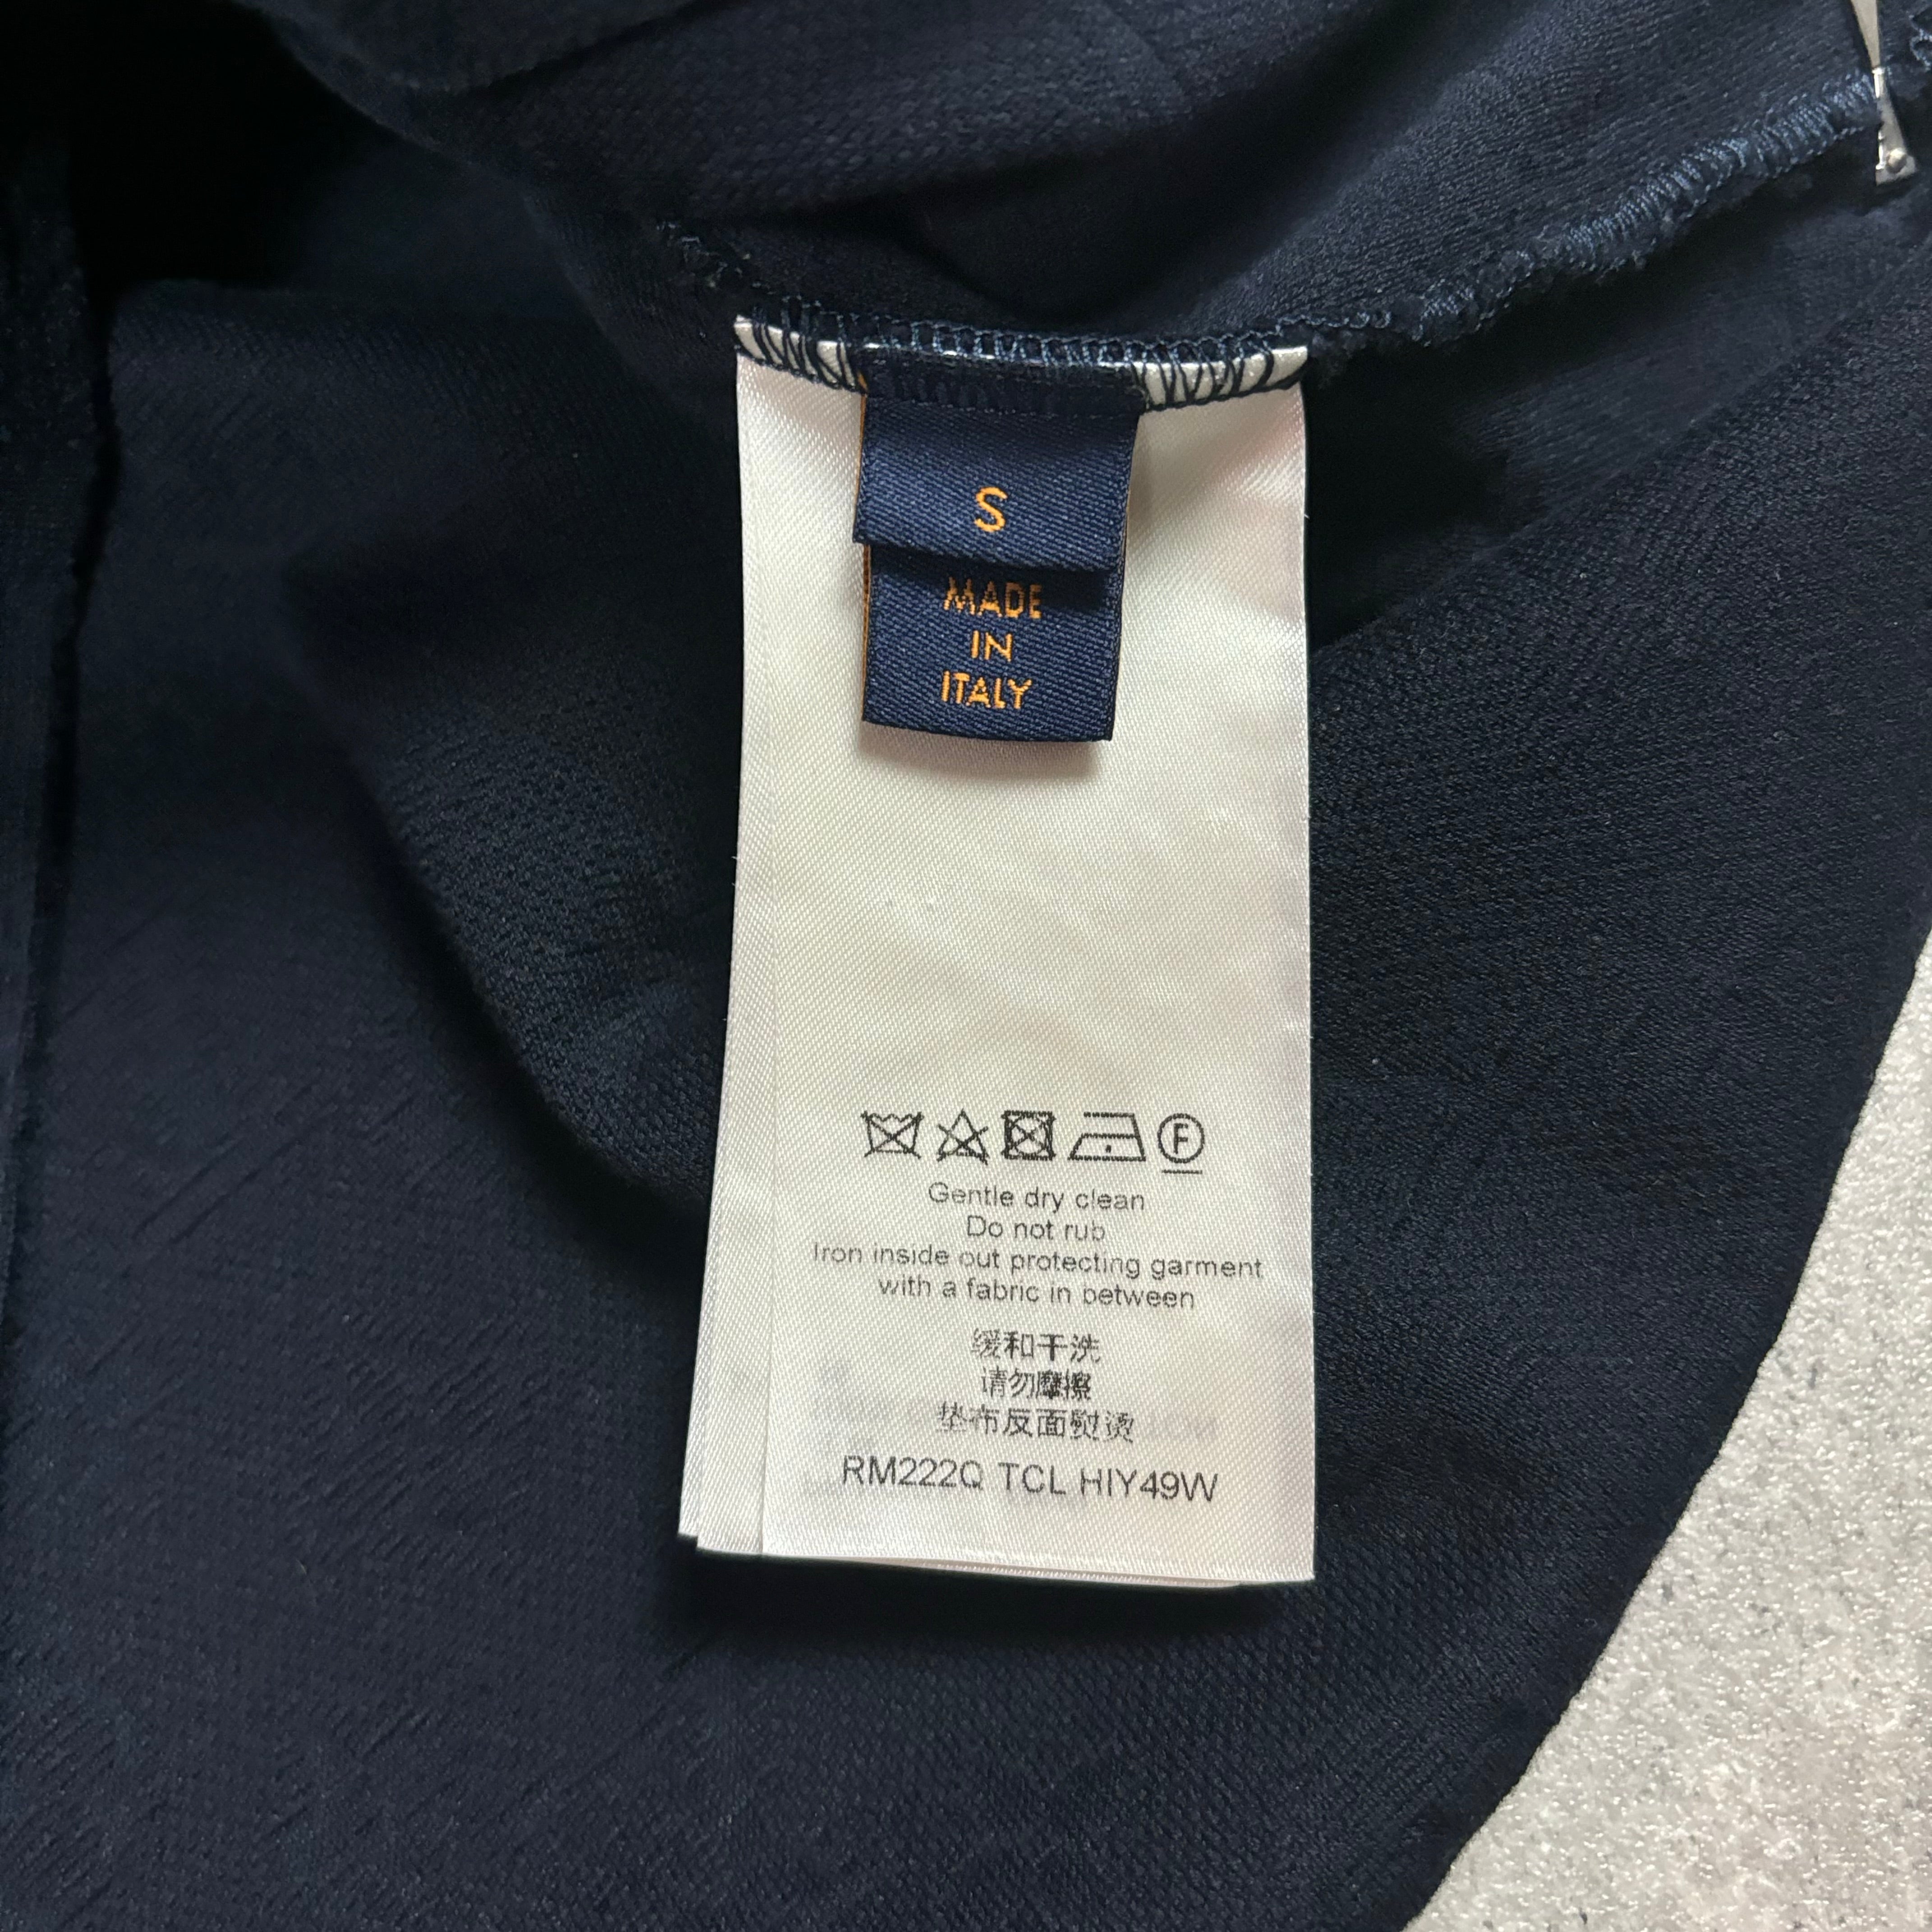 S
MADE
IN
ITALY
F
Gentle dry clean
Do not rub
Iron inside out protecting garment
with a fabric in between
缓和干洗
请勿摩擦
垫布反面熨烫
RM222Q TCL HIY49W